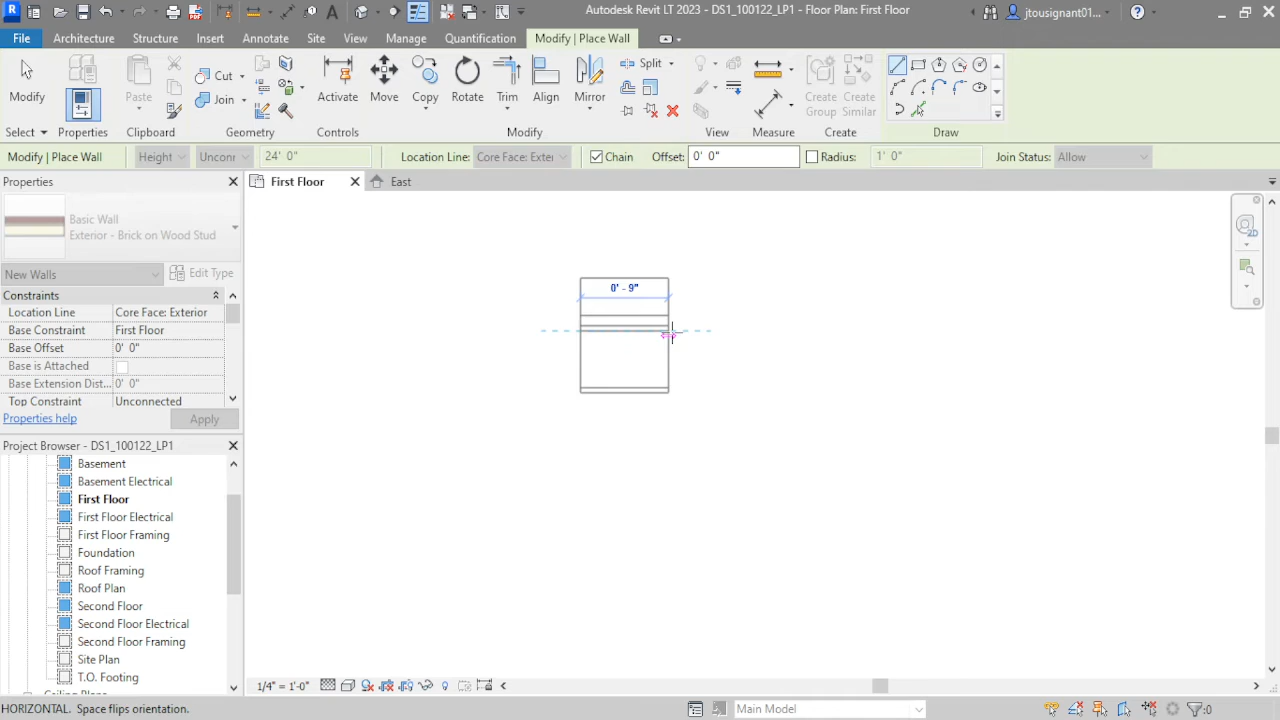 R
Autodesk Revit LT 2023 - DS1_100122_LP1 - Floor Plan: First Floor
jtousignant01...
File
Architecture
Structure
Insert
Annotate
Site
View
Manage
Quantification
Modify | Place Wall
Modify
Paste
Cut
Join
Activate
Move
Copy
Rotate
Trim
Align
Mirror
Split
Create Group
Create Similar
Select
Properties
Clipboard
Geometry
Controls
Modify
View
Measure
Create
Draw
Modify | Place Wall
Height
Unconr
24' 0"
Location Line:
Core Face: Exter
Chain
Offset:
0' 0"
Radius:
1' 0"
Join Status:
Allow
Properties
First Floor
East
Basic Wall
Exterior - Brick on Wood Stud
New Walls
Edit Type
Constraints
Location Line
Core Face: Exterior
Base Constraint
First Floor
Base Offset
0' 0"
Base is Attached
Base Extension Dist...
0' 0"
Top Constraint
Unconnected
Properties help
Apply
0' - 9"
2D
Project Browser - DS1_100122_LP1
Basement
Basement Electrical
First Floor
First Floor Electrical
First Floor Framing
Foundation
Roof Framing
Roof Plan
Second Floor
Second Floor Electrical
Second Floor Framing
Site Plan
T.O. Footing
Ceiling Plans
1/4" = 1'-0"
HORIZONTAL. Space flips orientation.
Main Model
:0